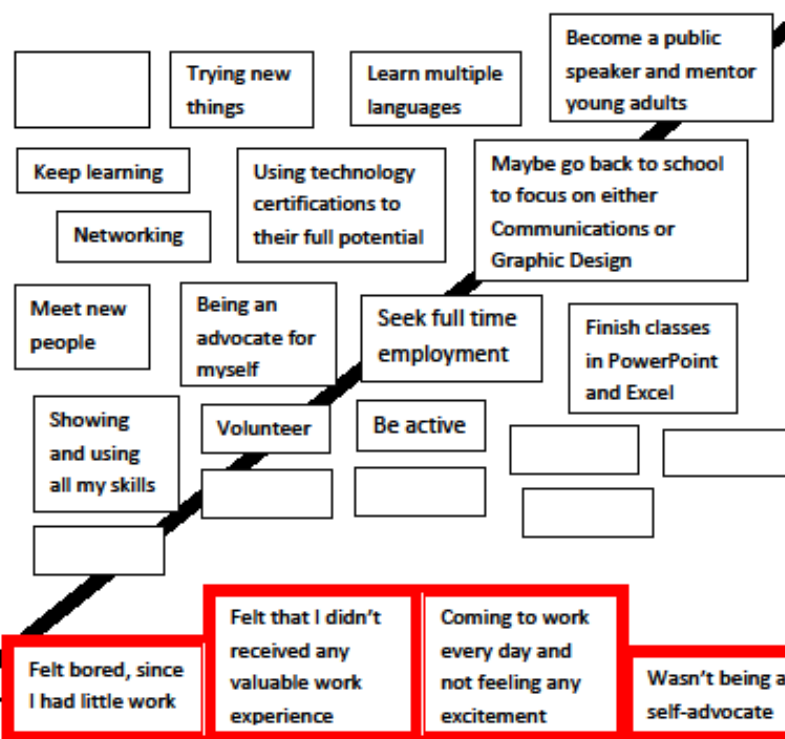 Become a public
speaker and mentor
young adults
Trying new
things
Learn multiple
languages
Keep learning
Using technology
certifications to
their full potential
Maybe go back to school
to focus on either
Communications or
Graphic Design
Networking
Meet new
people
Being an
advocate for
myself
Seek full time
employment
Finish classes
in PowerPoint
and Excel
Showing
and using
all my skills
Volunteer
Be active
Felt bored, since
I had little work
Felt that I didn't
received any
valuable work
experience
Coming to work
every day and
not feeling any
excitement
Wasn't being a
self-advocate